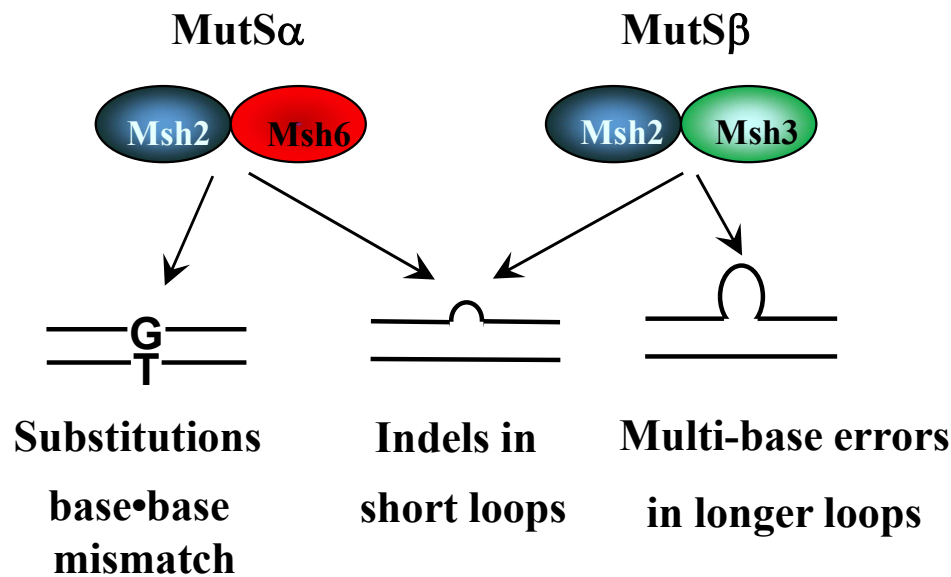 MutSα MutSβ
Msh2 Msh6 Msh2 Msh3
G
T
Substitutions
base•base
mismatch
Indels in
short loops
Multi-base errors
in longer loops